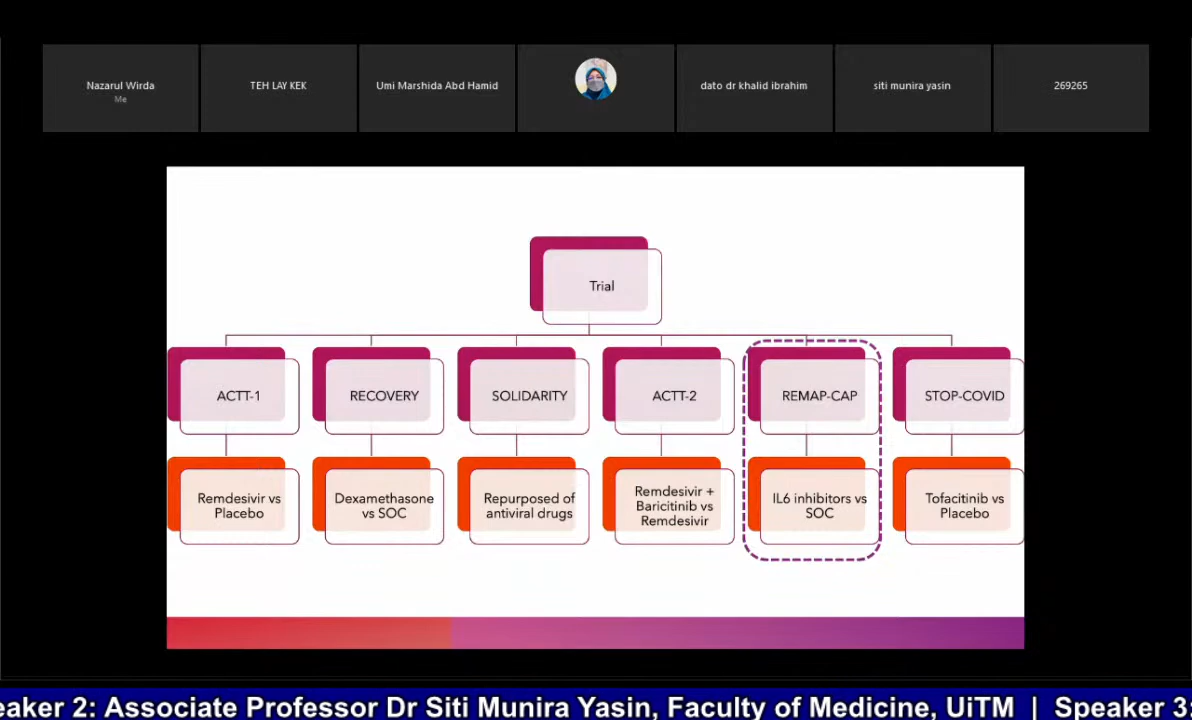 Nazarul Wirda
Me
TEH LAY KEK
Umi Marshida Abd Hamid
dato dr khalid ibrahim
siti munira yasin
269265
Trial
ACTT-1
RECOVERY
SOLIDARITY
ACTT-2
REMAP-CAP
STOP-COVID
Remdesivir vs
Placebo
Dexamethasone
vs SOC
Repurposed of
antiviral drugs
Remdesivir +
Baricitinib vs
Remdesivir
IL6 inhibitors vs
SOC
Tofacitinib vs
Placebo
eaker 2: Associate Professor Dr Siti Munira Yasin, Faculty of Medicine, UiTM | Speaker 3: